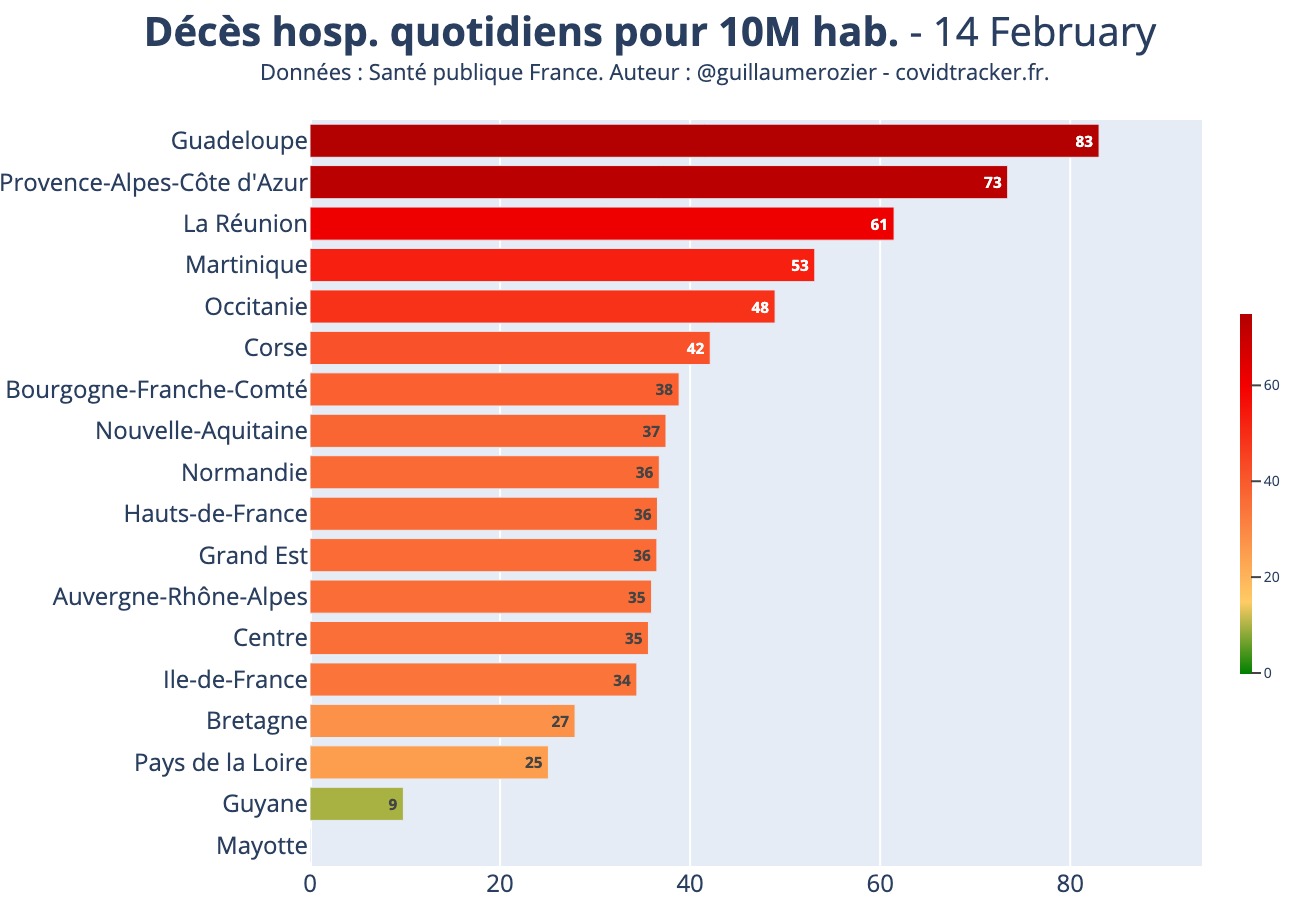 Décès hosp. quotidiens pour 10M hab. - 14 February
Données : Santé publique France. Auteur : @guillaumerozier - covidtracker.fr.
Guadeloupe 83
Provence-Alpes-Côte d'Azur 73
La Réunion 61
Martinique 53
Occitanie 48
Corse 42
Bourgogne-Franche-Comté 38
Nouvelle-Aquitaine 37
Normandie 36
Hauts-de-France 36
Grand Est 36
Auvergne-Rhône-Alpes 35
Centre 35
Ile-de-France 34
Bretagne 27
Pays de la Loire 25
Guyane 9
Mayotte
0 20 40 60 80
60
40
20
0